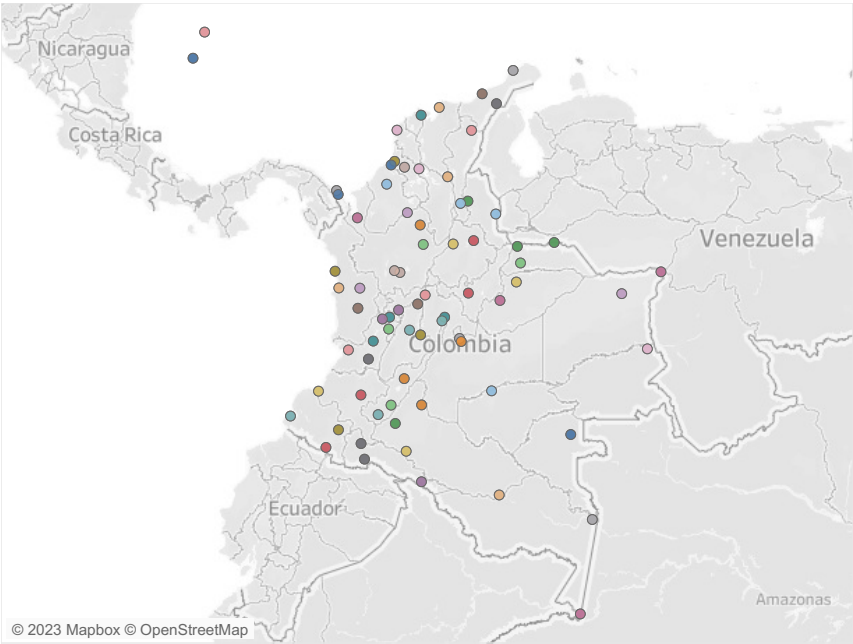 Nicaragua
Costa Rica
Venezuela
Colombia
Ecuador
Amazonas
© 2023 Mapbox © OpenStreetMap